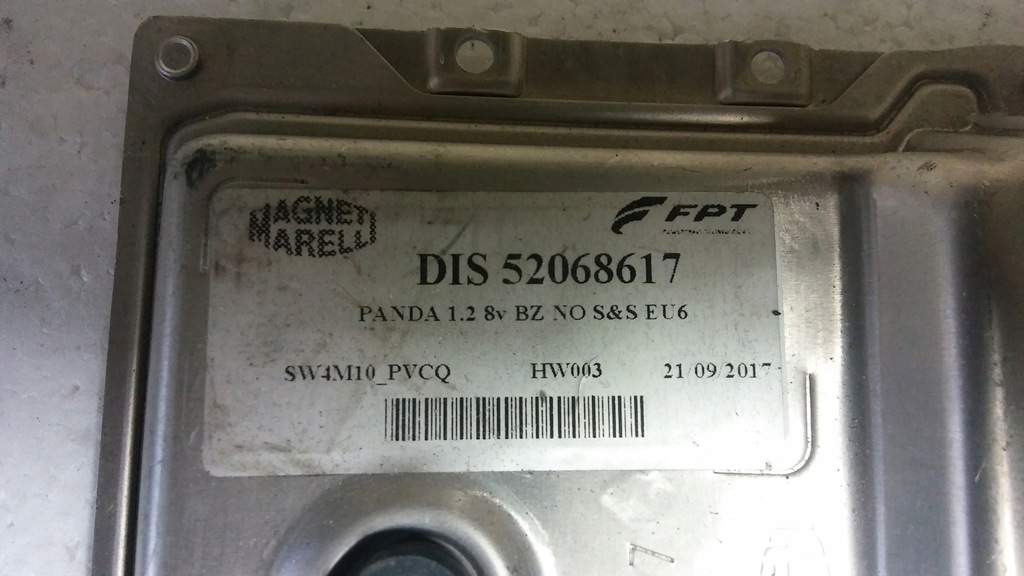 MAGNETI
MARELLI
FPT
DIS 52068617
PANDA 1.2 8v BZ NO S&S EU6
SW4M10_PVCQ HW003 21/09/2017